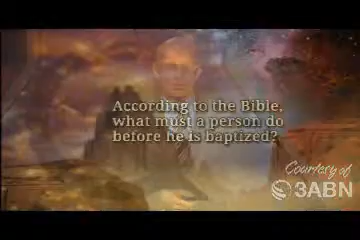 According to the Bible,
what must a person do
before he is baptized?
Courtesy of
3ABN